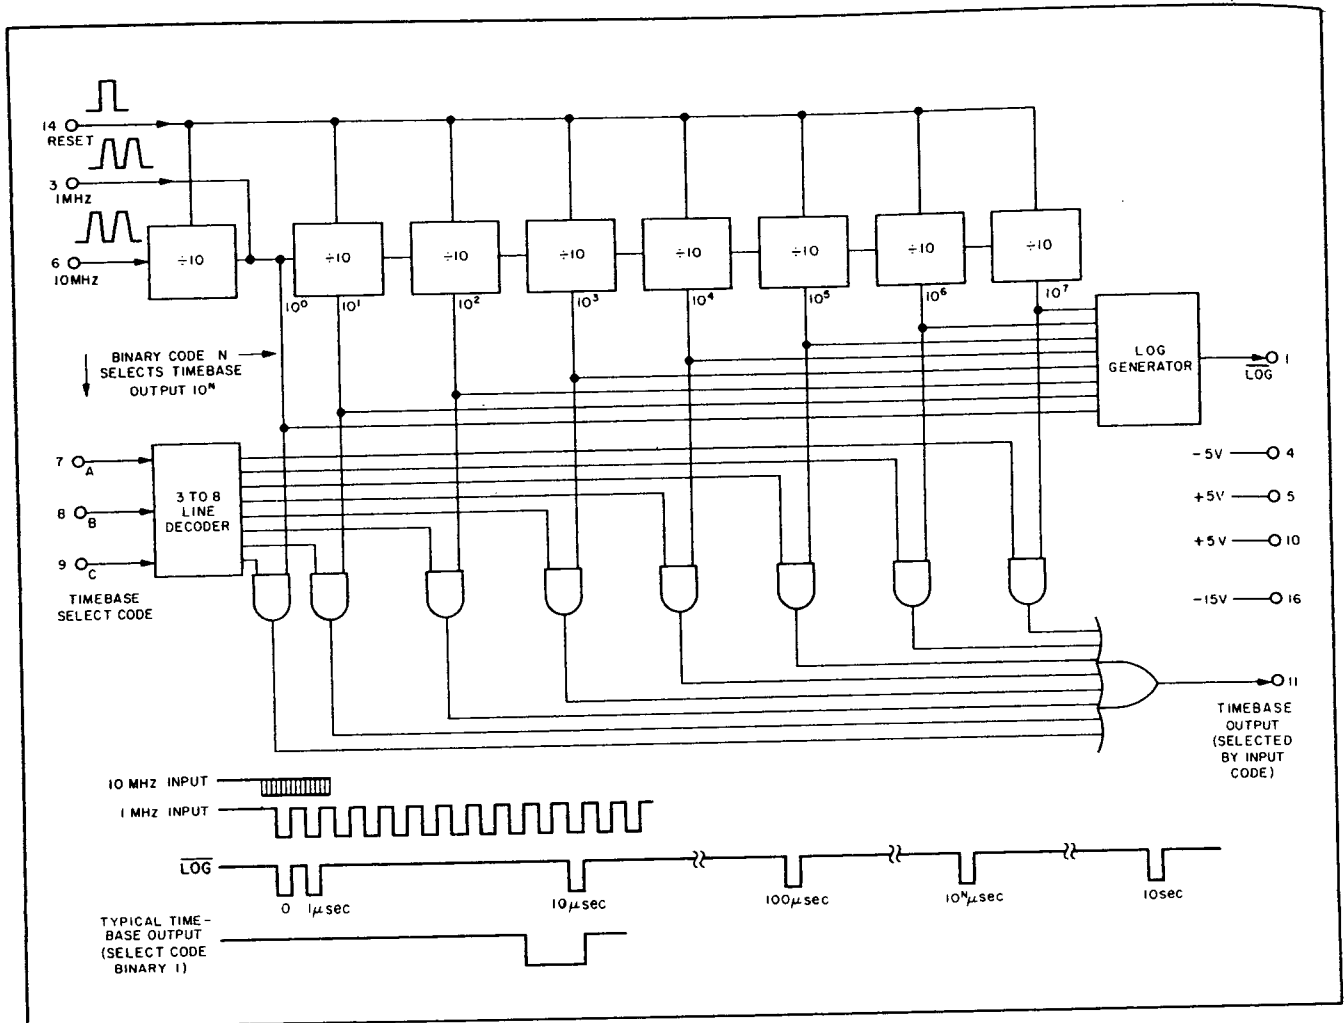 14
RESET
3
1MHZ
6
10MHZ
÷10
÷10
÷10
÷10
÷10
÷10
÷10
÷10
10⁰
10¹
10²
10³
10⁴
10⁵
10⁶
10⁷
BINARY CODE N
SELECTS TIMEBASE
OUTPUT 10ᴺ
LOG
GENERATOR
1
LOG
7
A
8
B
9
C
3 TO 8
LINE
DECODER
TIMEBASE
SELECT CODE
-5V
4
+5V
5
+5V
10
-15V
16
11
TIMEBASE
OUTPUT
(SELECTED
BY INPUT
CODE)
10 MHZ INPUT
1 MHZ INPUT
LOG
0
1μsec
10μsec
100μsec
10ᴺμsec
10sec
TYPICAL TIME-
BASE OUTPUT
(SELECT CODE
BINARY 1)